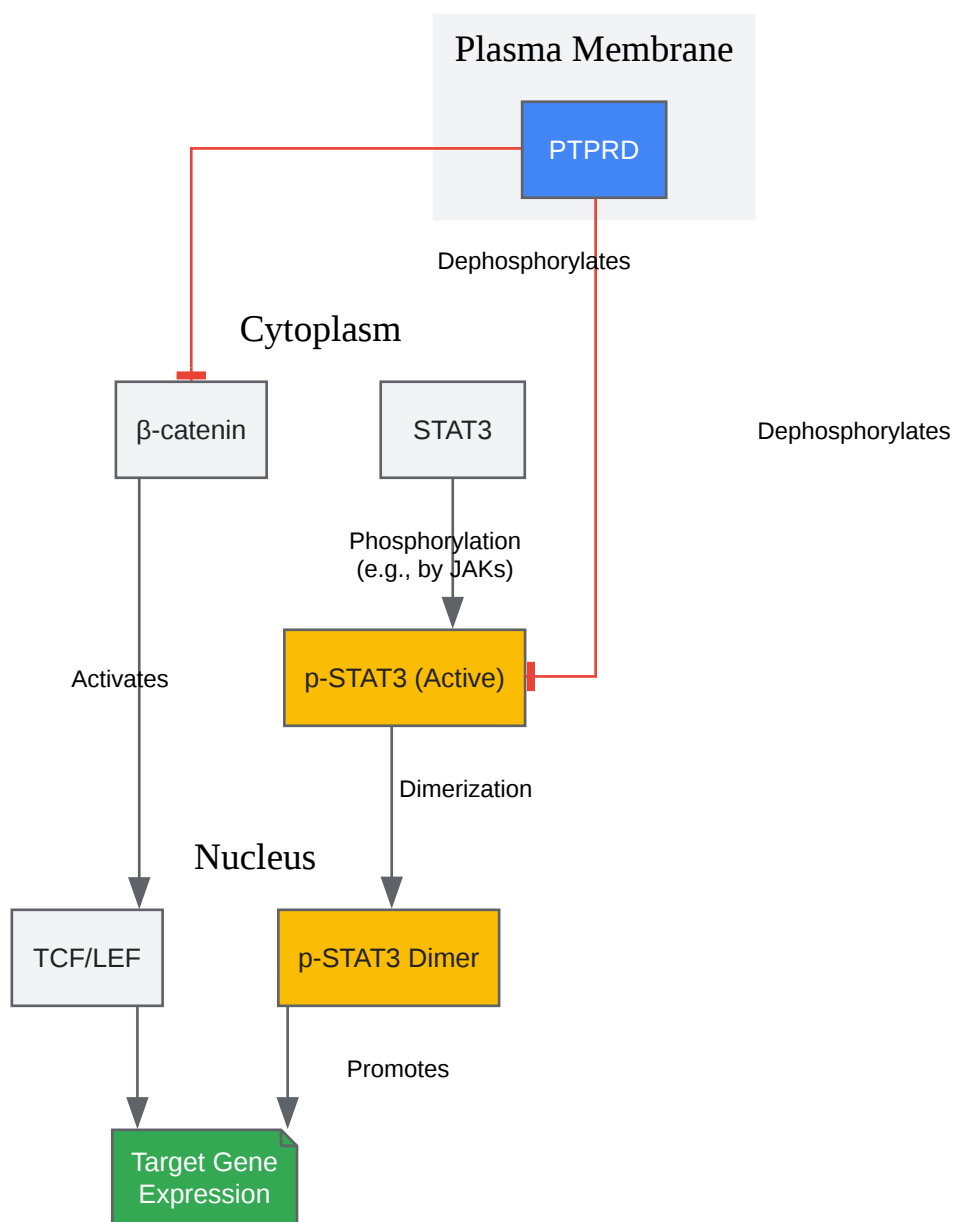 Plasma Membrane
PTPRD
Dephosphorylates
Cytoplasm
β-catenin
STAT3
Dephosphorylates
Phosphorylation
(e.g., by JAKs)
Activates
p-STAT3 (Active)
Dimerization
Nucleus
TCF/LEF
p-STAT3 Dimer
Promotes
Target Gene
Expression